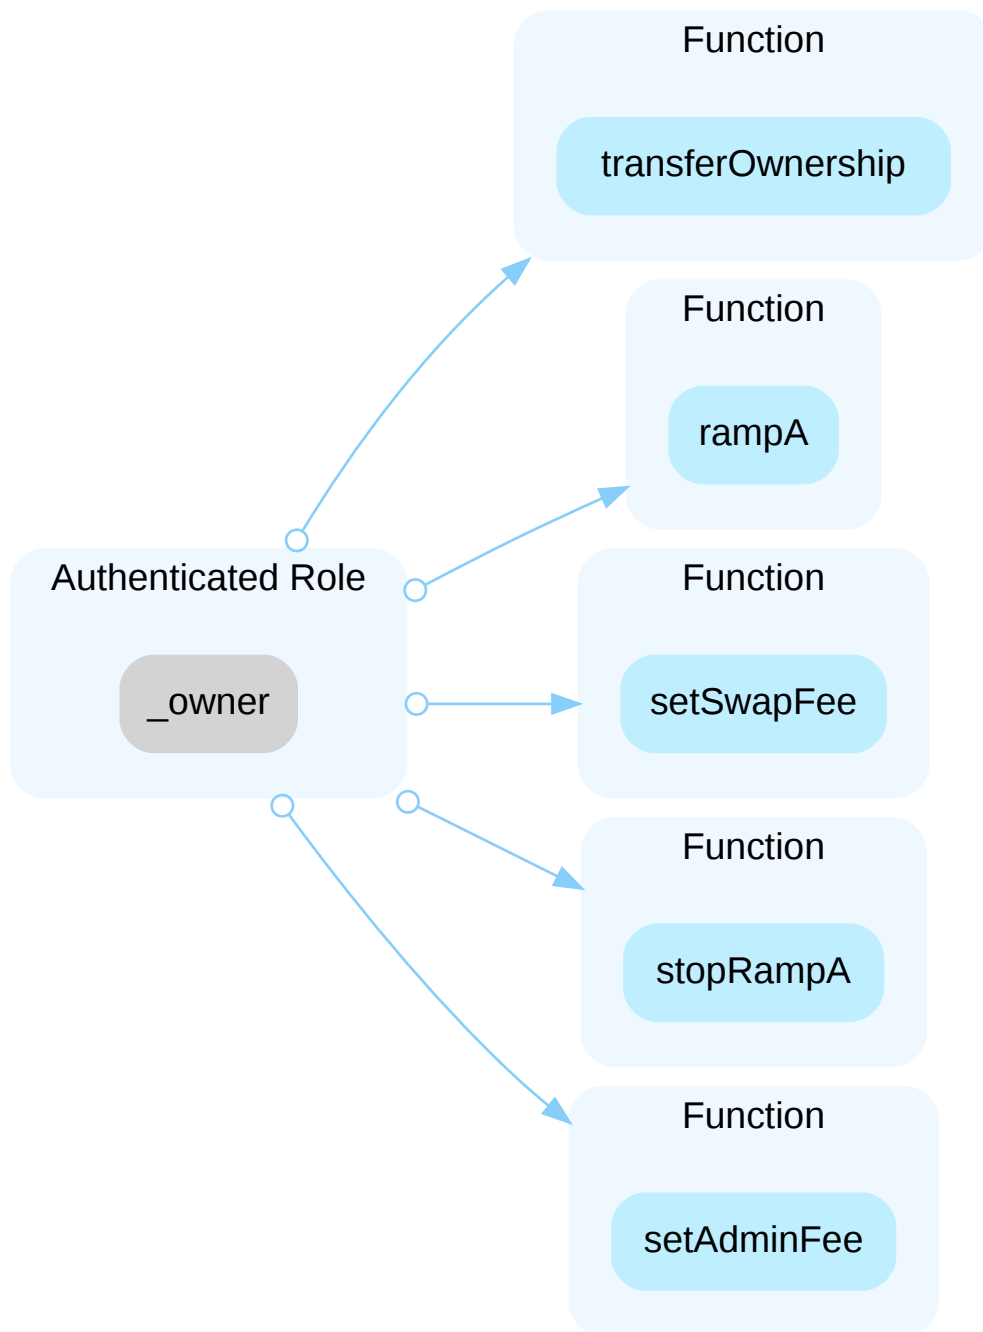 Function
transferOwnership
Function
rampA
Authenticated Role
_owner
Function
setSwapFee
Function
stopRampA
Function
setAdminFee